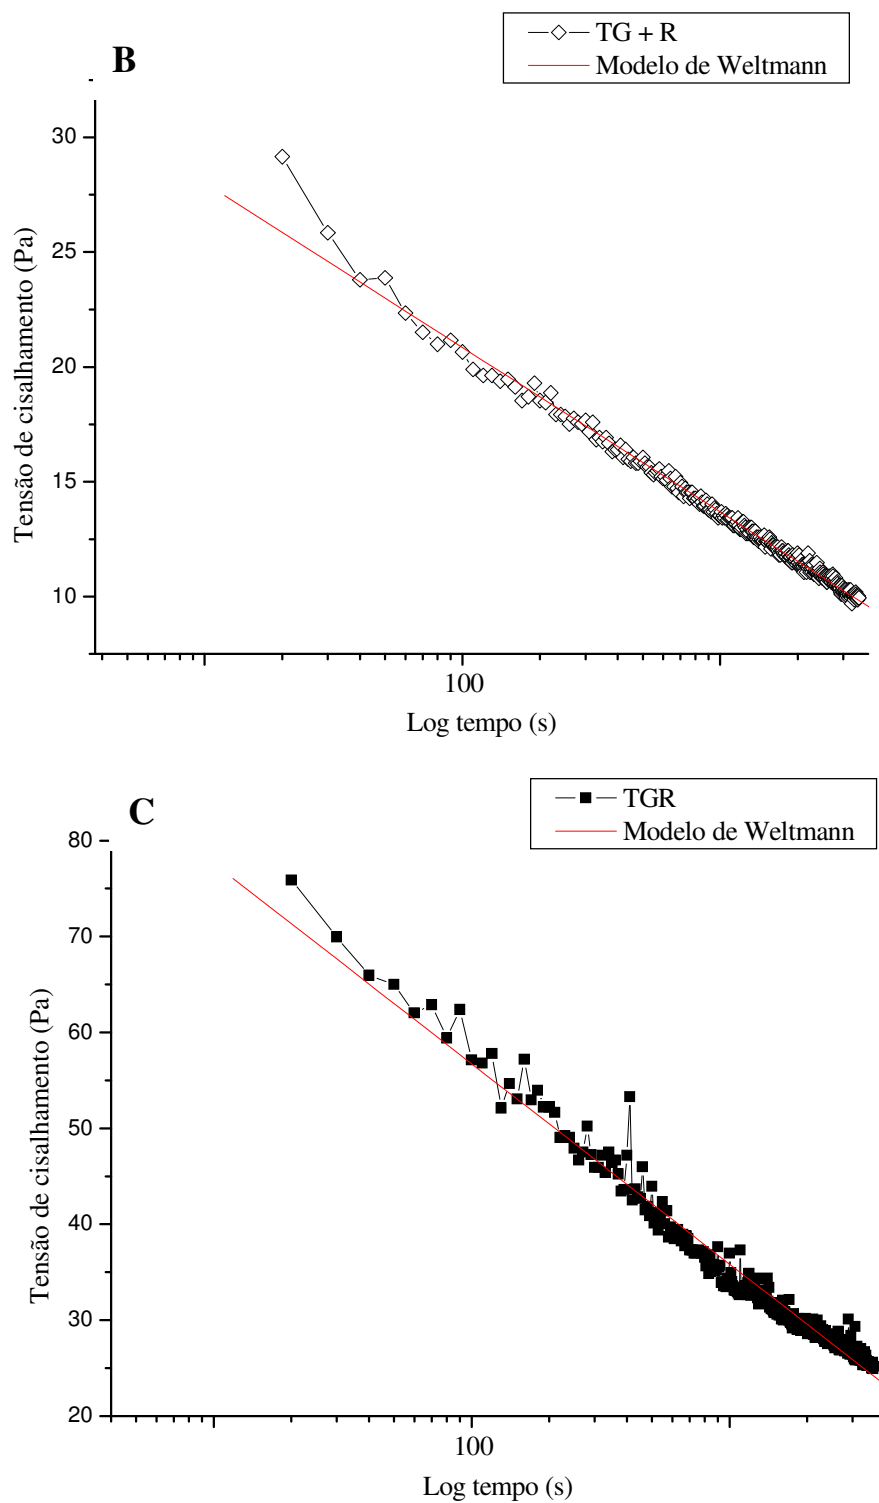 B
TG + R
Modelo de Weltmann
30
25
20
15
10
Tensão de cisalhamento (Pa)
100
Log tempo (s)
C
TGR
Modelo de Weltmann
80
70
60
50
40
30
20
Tensão de cisalhamento (Pa)
100
Log tempo (s)